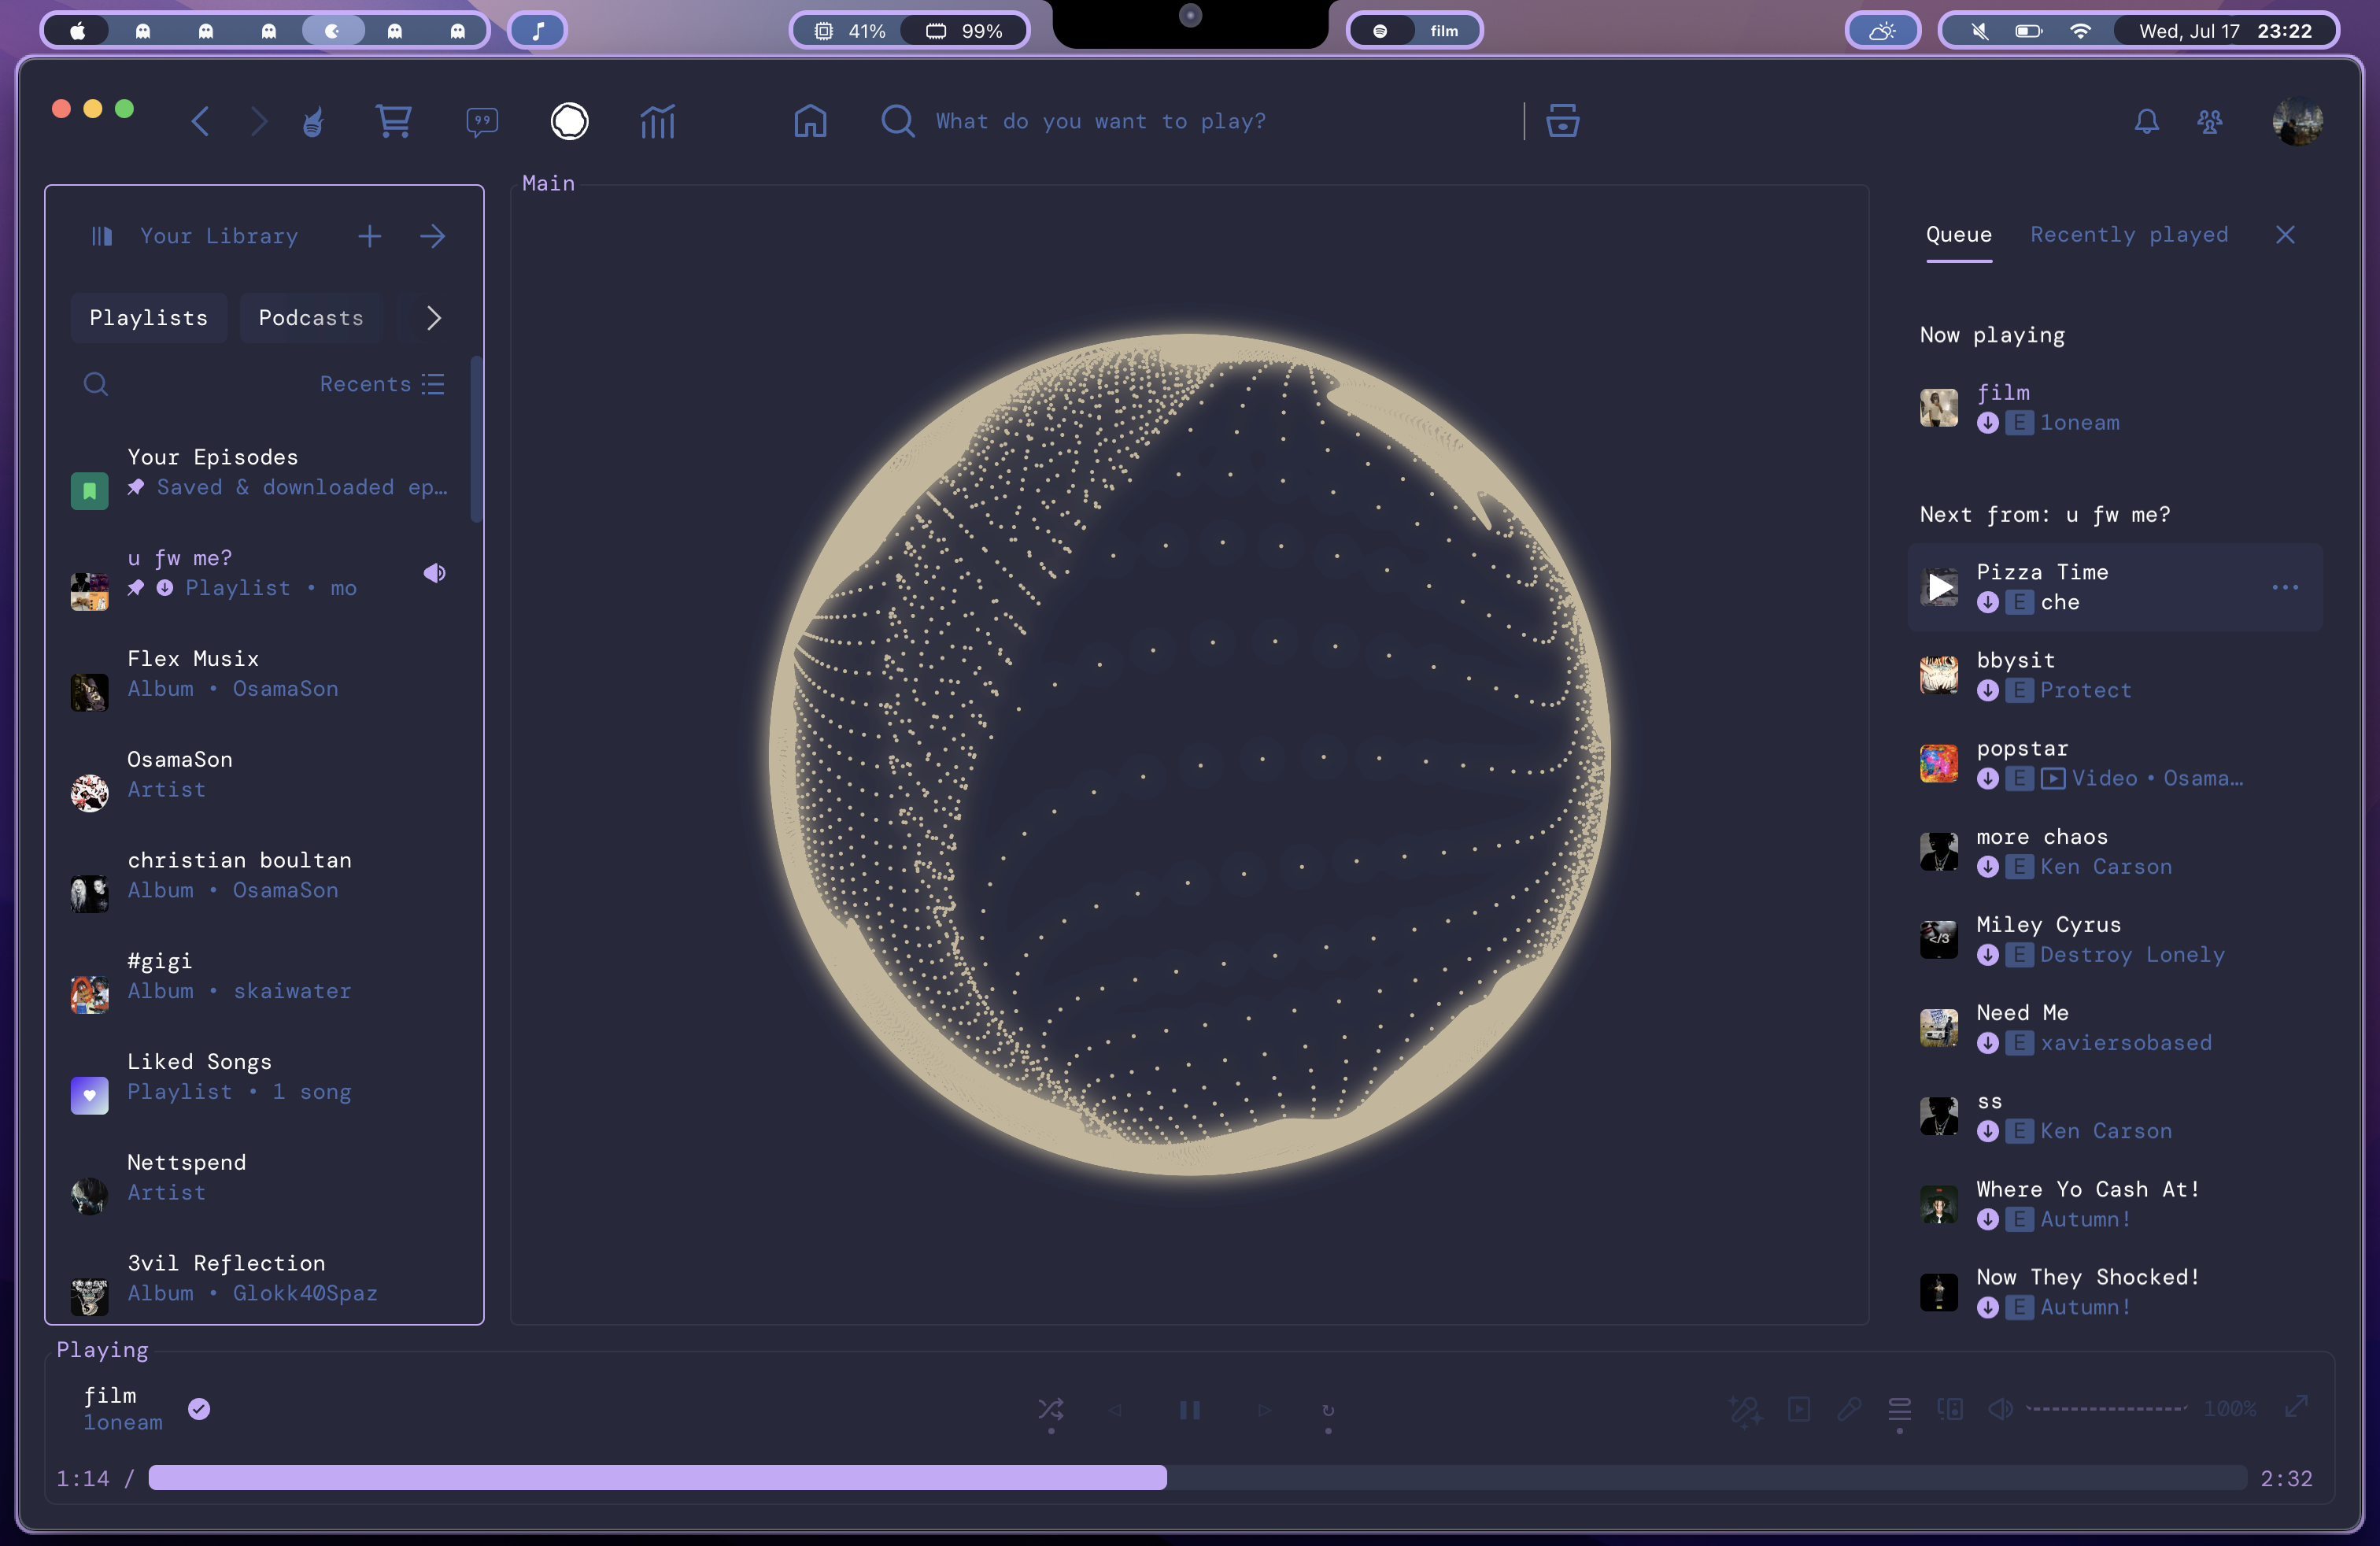 41% 99% film Wed, Jul 17 23:22
99 What do you want to play?
Your Library
Playlists Podcasts
Recents
Your Episodes
Saved & downloaded ep…
u fw me?
Playlist • mo
Flex Musix
Album • OsamaSon
OsamaSon
Artist
christian boultan
Album • OsamaSon
#gigi
Album • skaiwater
Liked Songs
Playlist • 1 song
Nettspend
Artist
3vil Reflection
Album • Glokk40Spaz
Main
Queue Recently played
Now playing
film
E 1oneam
Next from: u fw me?
Pizza Time
E che
bbysit
E Protect
popstar
E Video • Osama…
more chaos
E Ken Carson
Miley Cyrus
E Destroy Lonely
Need Me
E xaviersobased
ss
E Ken Carson
Where Yo Cash At!
E Autumn!
Now They Shocked!
E Autumn!
Playing
film
1oneam
100%
1:14 / 2:32